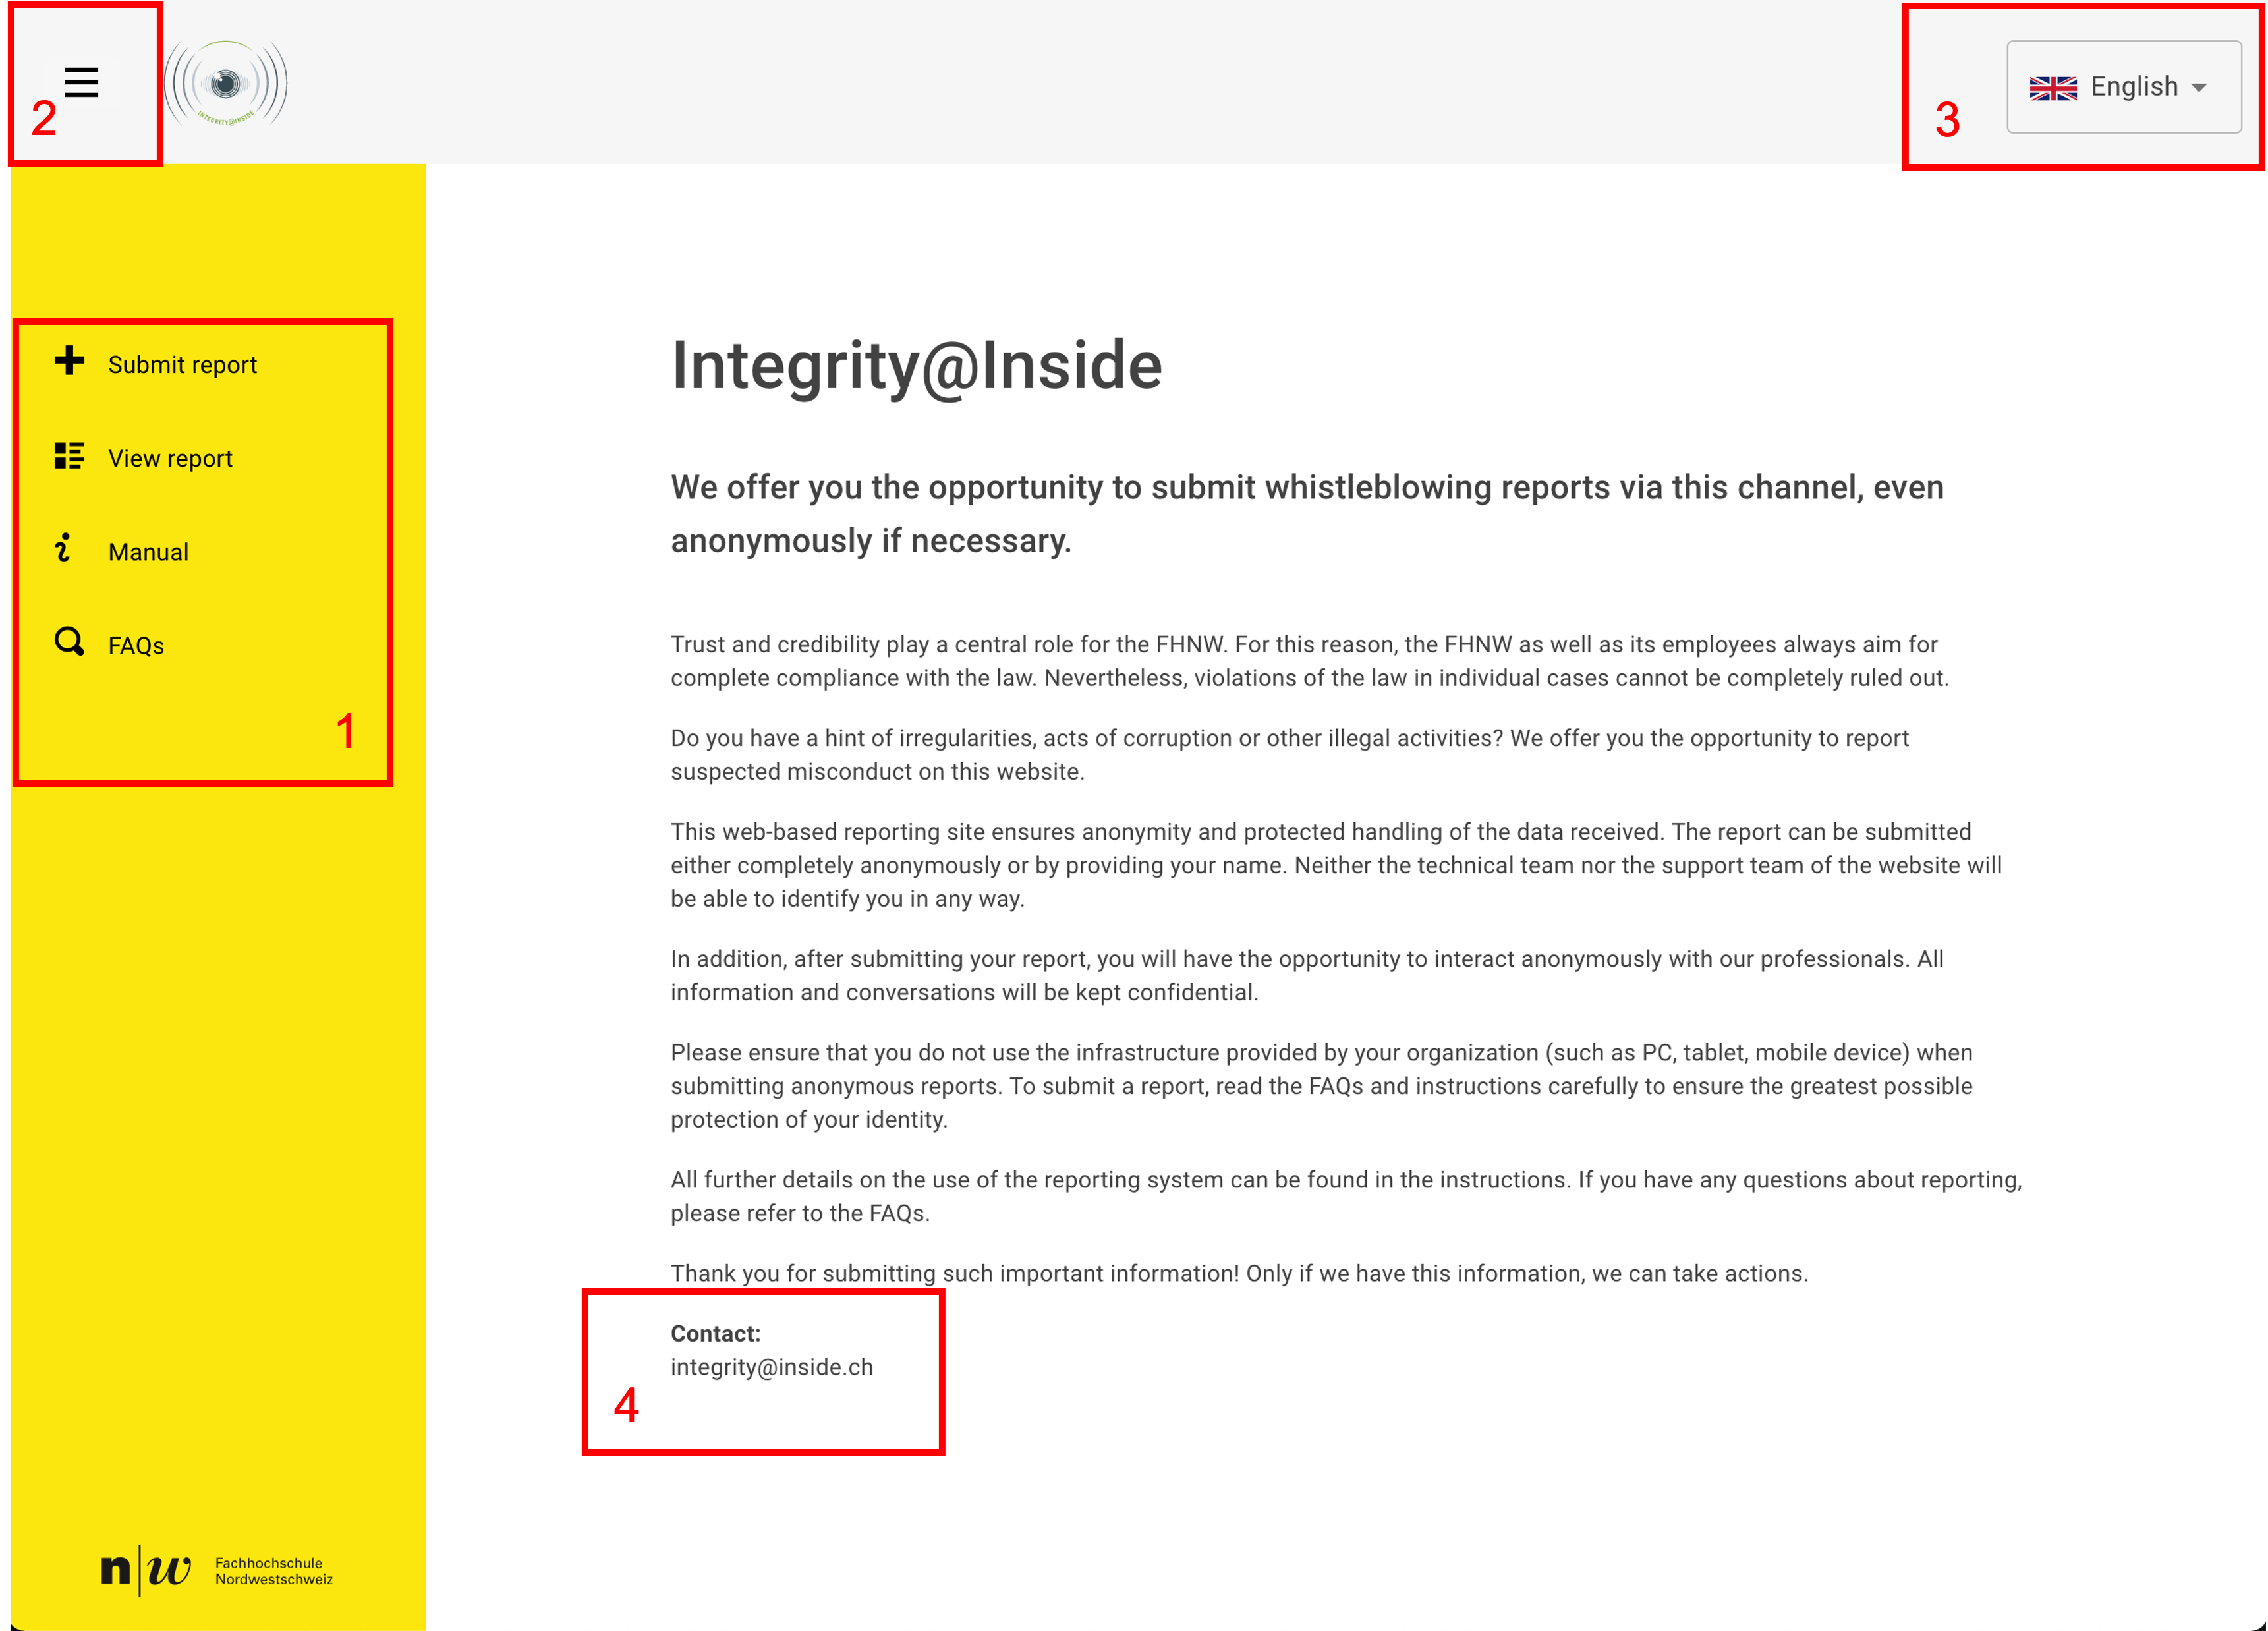 2
INTEGRITY@INSIDE
3
English
Submit report
View report
Manual
FAQs
1
Integrity@Inside
We offer you the opportunity to submit whistleblowing reports via this channel, even
anonymously if necessary.
Trust and credibility play a central role for the FHNW. For this reason, the FHNW as well as its employees always aim for
complete compliance with the law. Nevertheless, violations of the law in individual cases cannot be completely ruled out.
Do you have a hint of irregularities, acts of corruption or other illegal activities? We offer you the opportunity to report
suspected misconduct on this website.
This web-based reporting site ensures anonymity and protected handling of the data received. The report can be submitted
either completely anonymously or by providing your name. Neither the technical team nor the support team of the website will
be able to identify you in any way.
In addition, after submitting your report, you will have the opportunity to interact anonymously with our professionals. All
information and conversations will be kept confidential.
Please ensure that you do not use the infrastructure provided by your organization (such as PC, tablet, mobile device) when
submitting anonymous reports. To submit a report, read the FAQs and instructions carefully to ensure the greatest possible
protection of your identity.
All further details on the use of the reporting system can be found in the instructions. If you have any questions about reporting,
please refer to the FAQs.
Thank you for submitting such important information! Only if we have this information, we can take actions.
Contact:
integrity@inside.ch
4
n|w
Fachhochschule
Nordwestschweiz